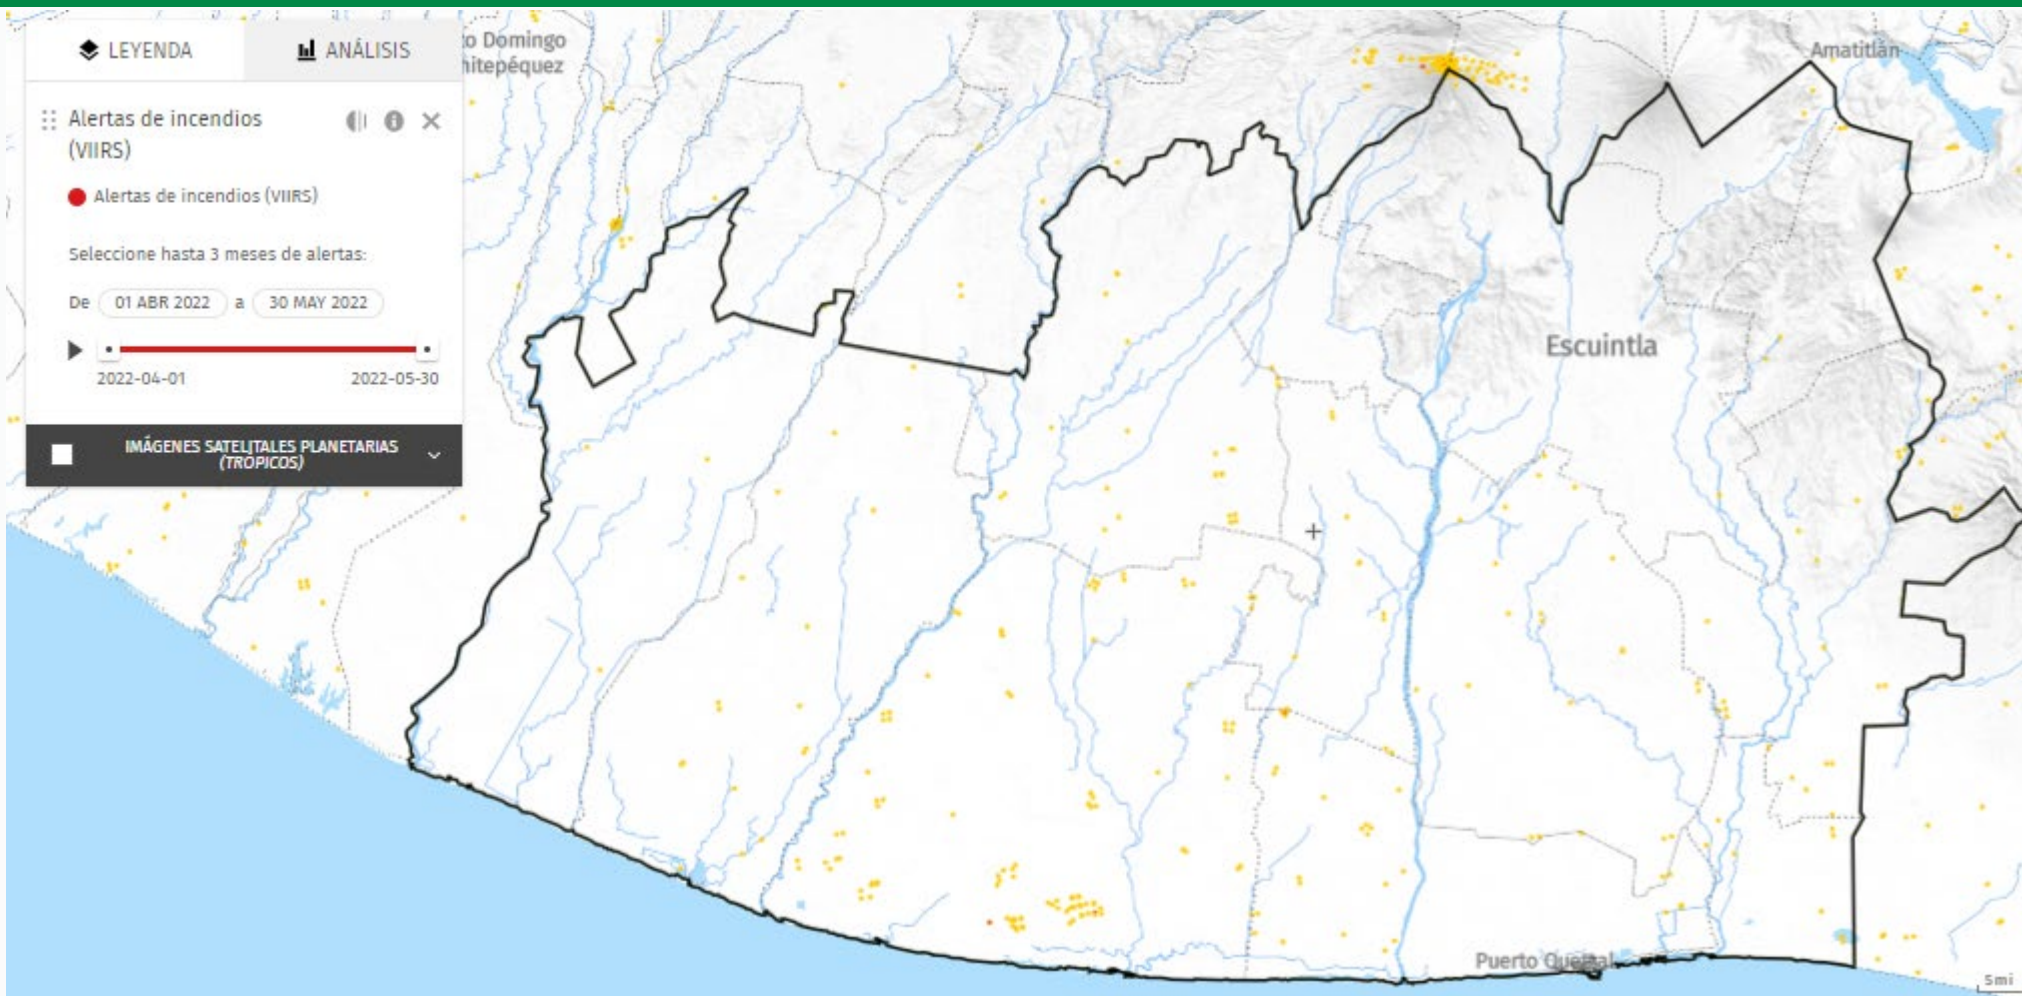 LEYENDA
ANÁLISIS
Alertas de incendios
(VIIRS)
Alertas de incendios (VIIRS)
Seleccione hasta 3 meses de alertas:
De 01 ABR 2022 a 30 MAY 2022
2022-04-01
2022-05-30
IMÁGENES SATELITALES PLANETARIAS
(TRÓPICOS)
to Domingo
hitepéquez
Amatitlán
Escuintla
Puerto Quetzal
5mi